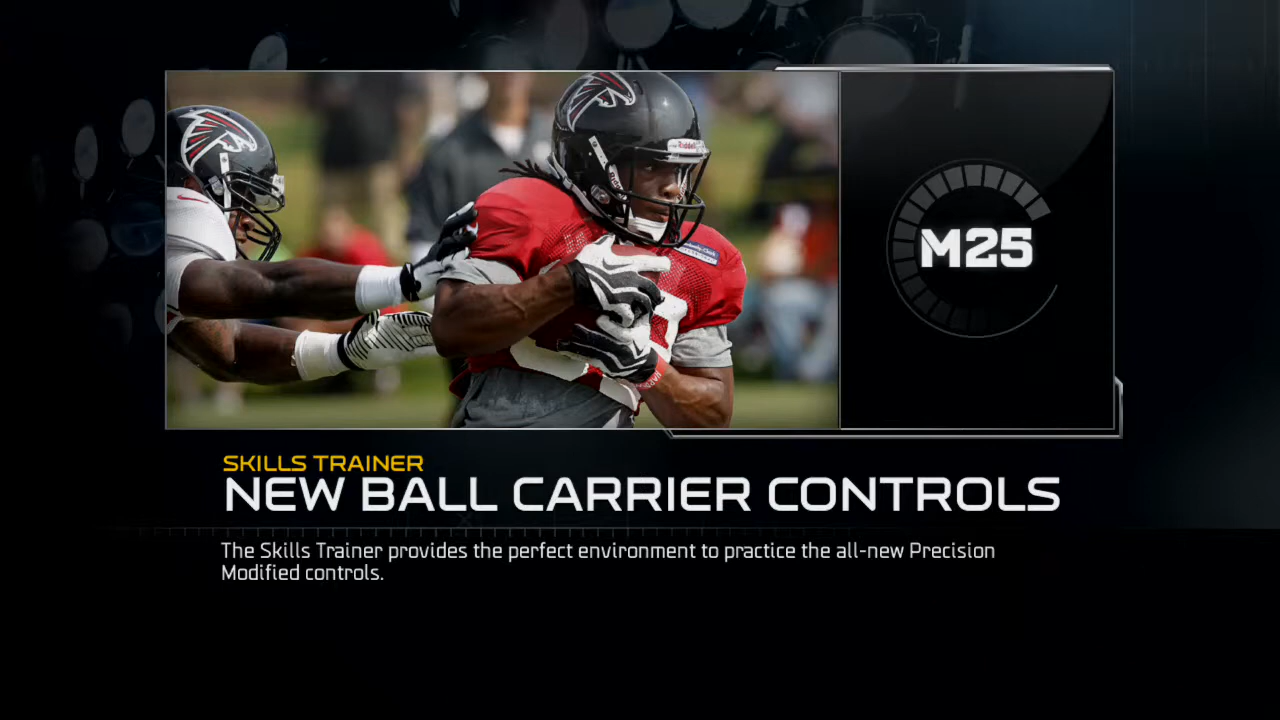 Riddell
M25
SKILLS TRAINER
NEW BALL CARRIER CONTROLS
The Skills Trainer provides the perfect environment to practice the all-new Precision
Modified controls.